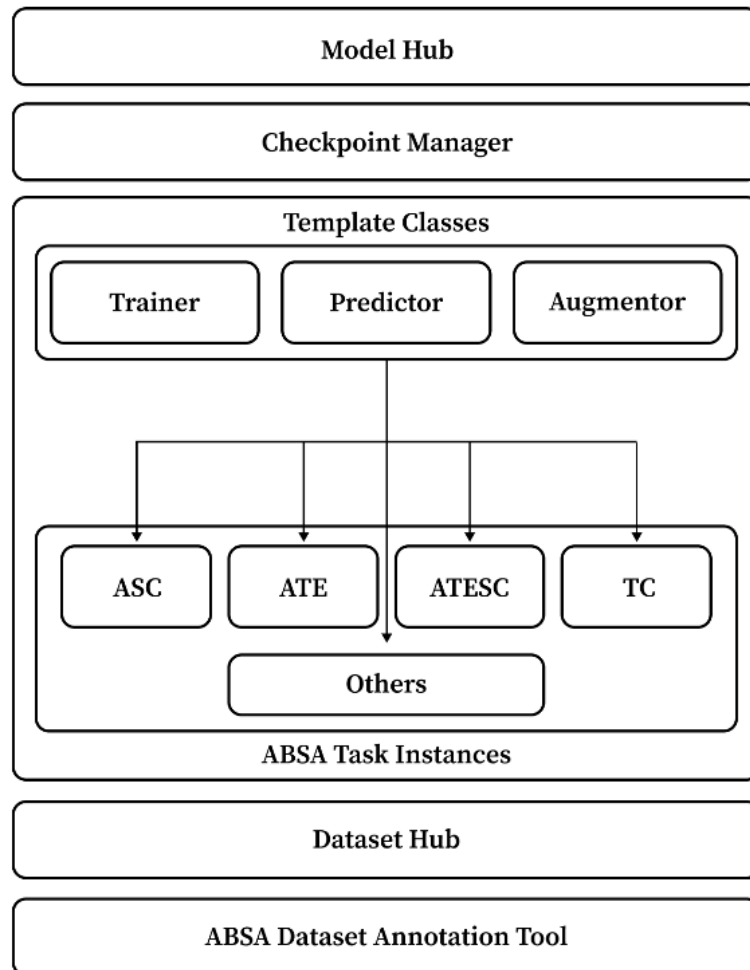 Model Hub
Checkpoint Manager
Template Classes
Trainer
Predictor
Augmentor
ASC
ATE
ATESC
TC
Others
ABSA Task Instances
Dataset Hub
ABSA Dataset Annotation Tool